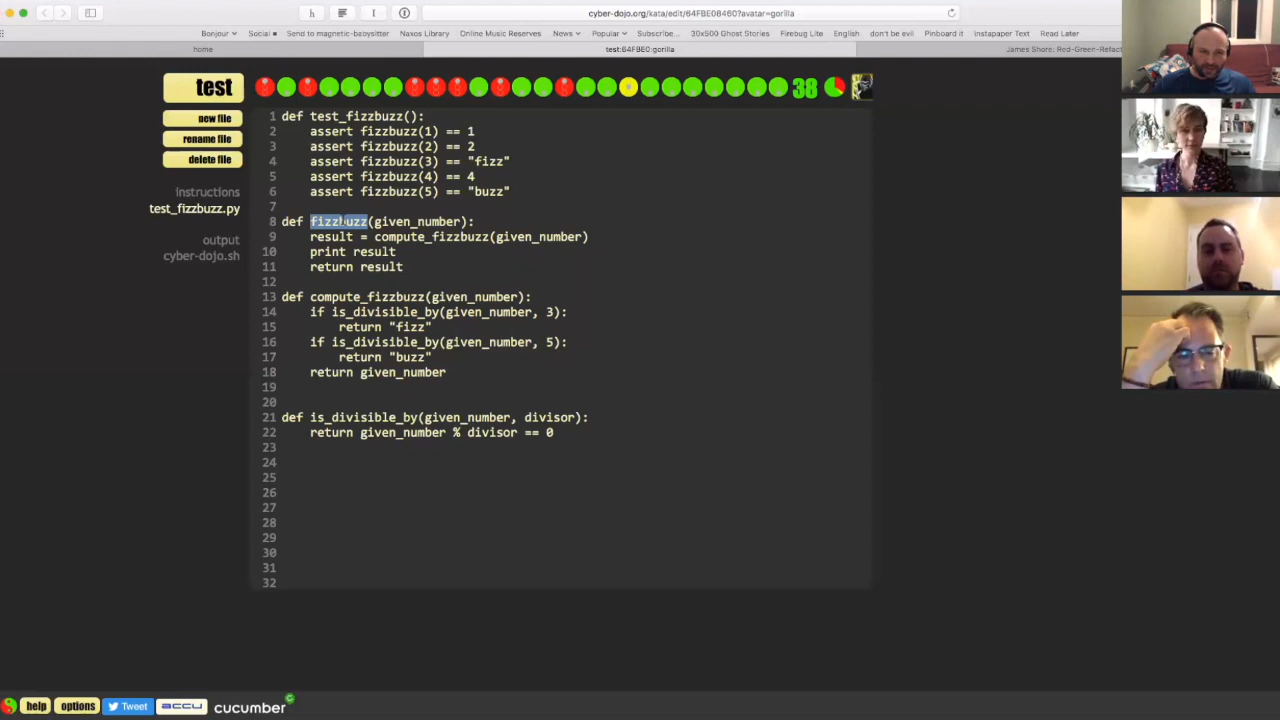 h
cyber-dojo.org/kata/edit/64FBE08460?avatar=gorilla
Bonjour Social Send to magnetic-babysitter Naxos Library Online Music Reserves News Popular Subscribe... 30x500 Ghost Stories Firebug Lite English don't be evil Pinboard it Instapaper Text Read Later
home test:64FBE0:gorilla James Shore: Red-Green-Refact
test
38
new file
rename file
delete file
instructions
test_fizzbuzz.py
output
cyber-dojo.sh
1 def test_fizzbuzz():
2 assert fizzbuzz(1) == 1
3 assert fizzbuzz(2) == 2
4 assert fizzbuzz(3) == "fizz"
5 assert fizzbuzz(4) == 4
6 assert fizzbuzz(5) == "buzz"
7
8 def fizzbuzz(given_number):
9 result = compute_fizzbuzz(given_number)
10 print result
11 return result
12
13 def compute_fizzbuzz(given_number):
14 if is_divisible_by(given_number, 3):
15 return "fizz"
16 if is_divisible_by(given_number, 5):
17 return "buzz"
18 return given_number
19
20
21 def is_divisible_by(given_number, divisor):
22 return given_number % divisor == 0
23
24
25
26
27
28
29
30
31
32
help options Tweet accu cucumber